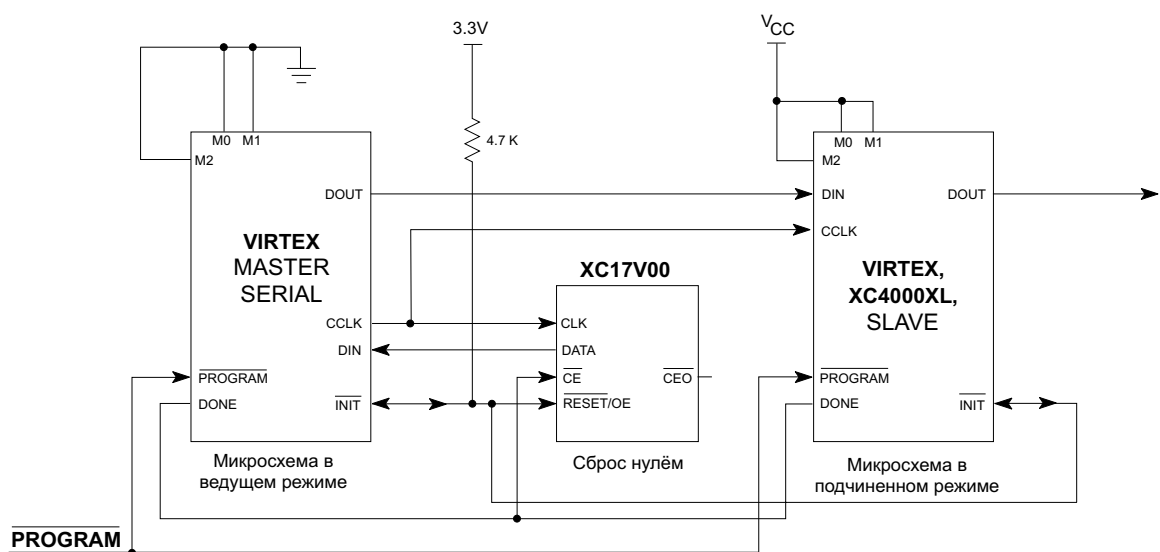 3.3V
VCC
M0 M1
M2
4.7 K
M0 M1
M2
DOUT
DIN
DOUT
CCLK
VIRTEX
MASTER
SERIAL
XC17V00
VIRTEX,
XC4000XL,
SLAVE
CCLK
CLK
DIN
DATA
PROGRAM
CE
CEO
PROGRAM
DONE
INIT
RESET/OE
DONE
INIT
Микросхема в
ведущем режиме
Сброс нулём
Микросхема в
подчиненном режиме
PROGRAM